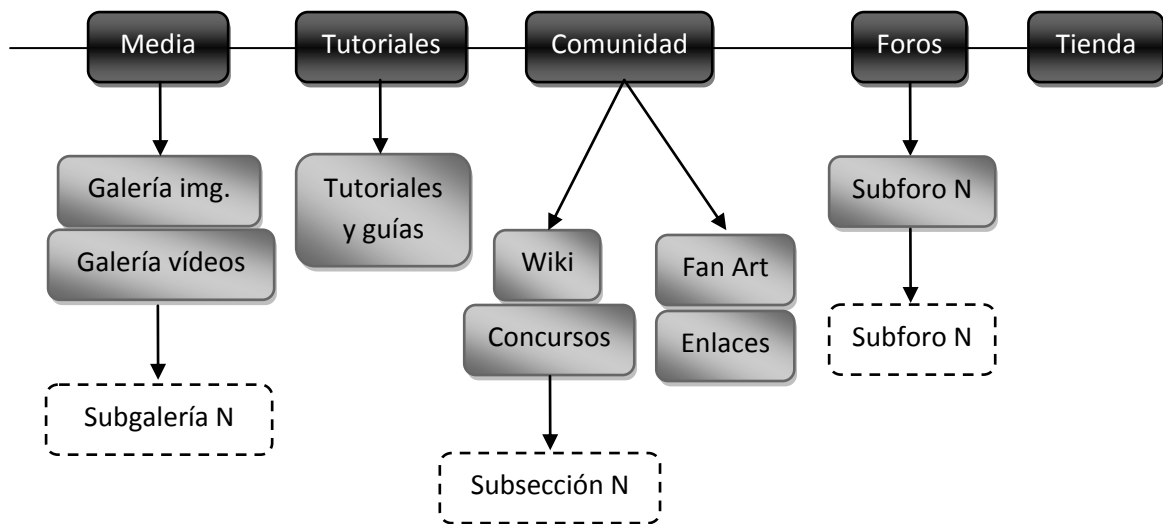 Media
Tutoriales
Comunidad
Foros
Tienda
Galería img.
Galería vídeos
Subgalería N
Tutoriales
y guías
Wiki
Concursos
Subsección N
Fan Art
Enlaces
Subforo N
Subforo N